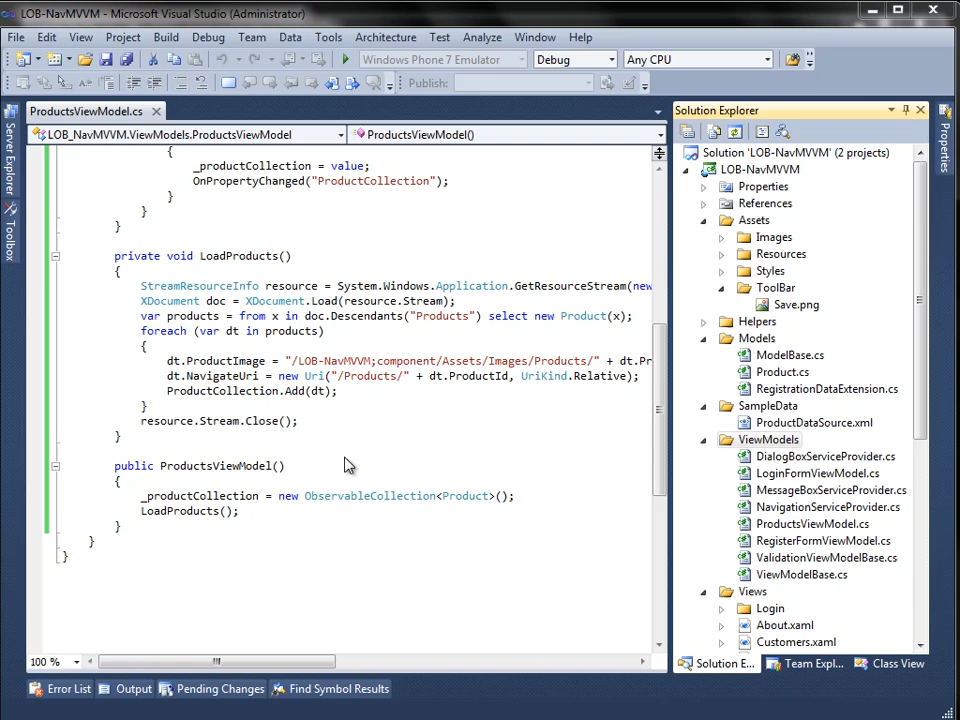 LOB-NavMVVM - Microsoft Visual Studio (Administrator)
File Edit View Project Build Debug Team Data Tools Architecture Test Analyze Window Help
Windows Phone 7 Emulator Debug Any CPU
Publish:
ProductsViewModel.cs
LOB_NavMVVM.ViewModels.ProductsViewModel ProductsViewModel()
{
_productCollection = value;
OnPropertyChanged("ProductCollection");
}
}
}
private void LoadProducts()
{
StreamResourceInfo resource = System.Windows.Application.GetResourceStream(new
XDocument doc = XDocument.Load(resource.Stream);
var products = from x in doc.Descendants("Products") select new Product(x);
foreach (var dt in products)
{
dt.ProductImage = "/LOB-NavMVVM;component/Assets/Images/Products/" + dt.Pr
dt.NavigateUri = new Uri("/Products/" + dt.ProductId, UriKind.Relative);
ProductCollection.Add(dt);
}
resource.Stream.Close();
}
public ProductsViewModel()
{
_productCollection = new ObservableCollection<Product>();
LoadProducts();
}
}
}
100 %
Error List Output Pending Changes Find Symbol Results
Server Explorer
Toolbox
Solution Explorer
Solution 'LOB-NavMVVM' (2 projects)
LOB-NavMVVM
Properties
References
Assets
Images
Resources
Styles
ToolBar
Save.png
Helpers
Models
ModelBase.cs
Product.cs
RegistrationDataExtension.cs
SampleData
ProductDataSource.xml
ViewModels
DialogBoxServiceProvider.cs
LoginFormViewModel.cs
MessageBoxServiceProvider.cs
NavigationServiceProvider.cs
ProductsViewModel.cs
RegisterFormViewModel.cs
ValidationViewModelBase.cs
ViewModelBase.cs
Views
Login
About.xaml
Customers.xaml
Solution E... Team Expl... Class View
Properties